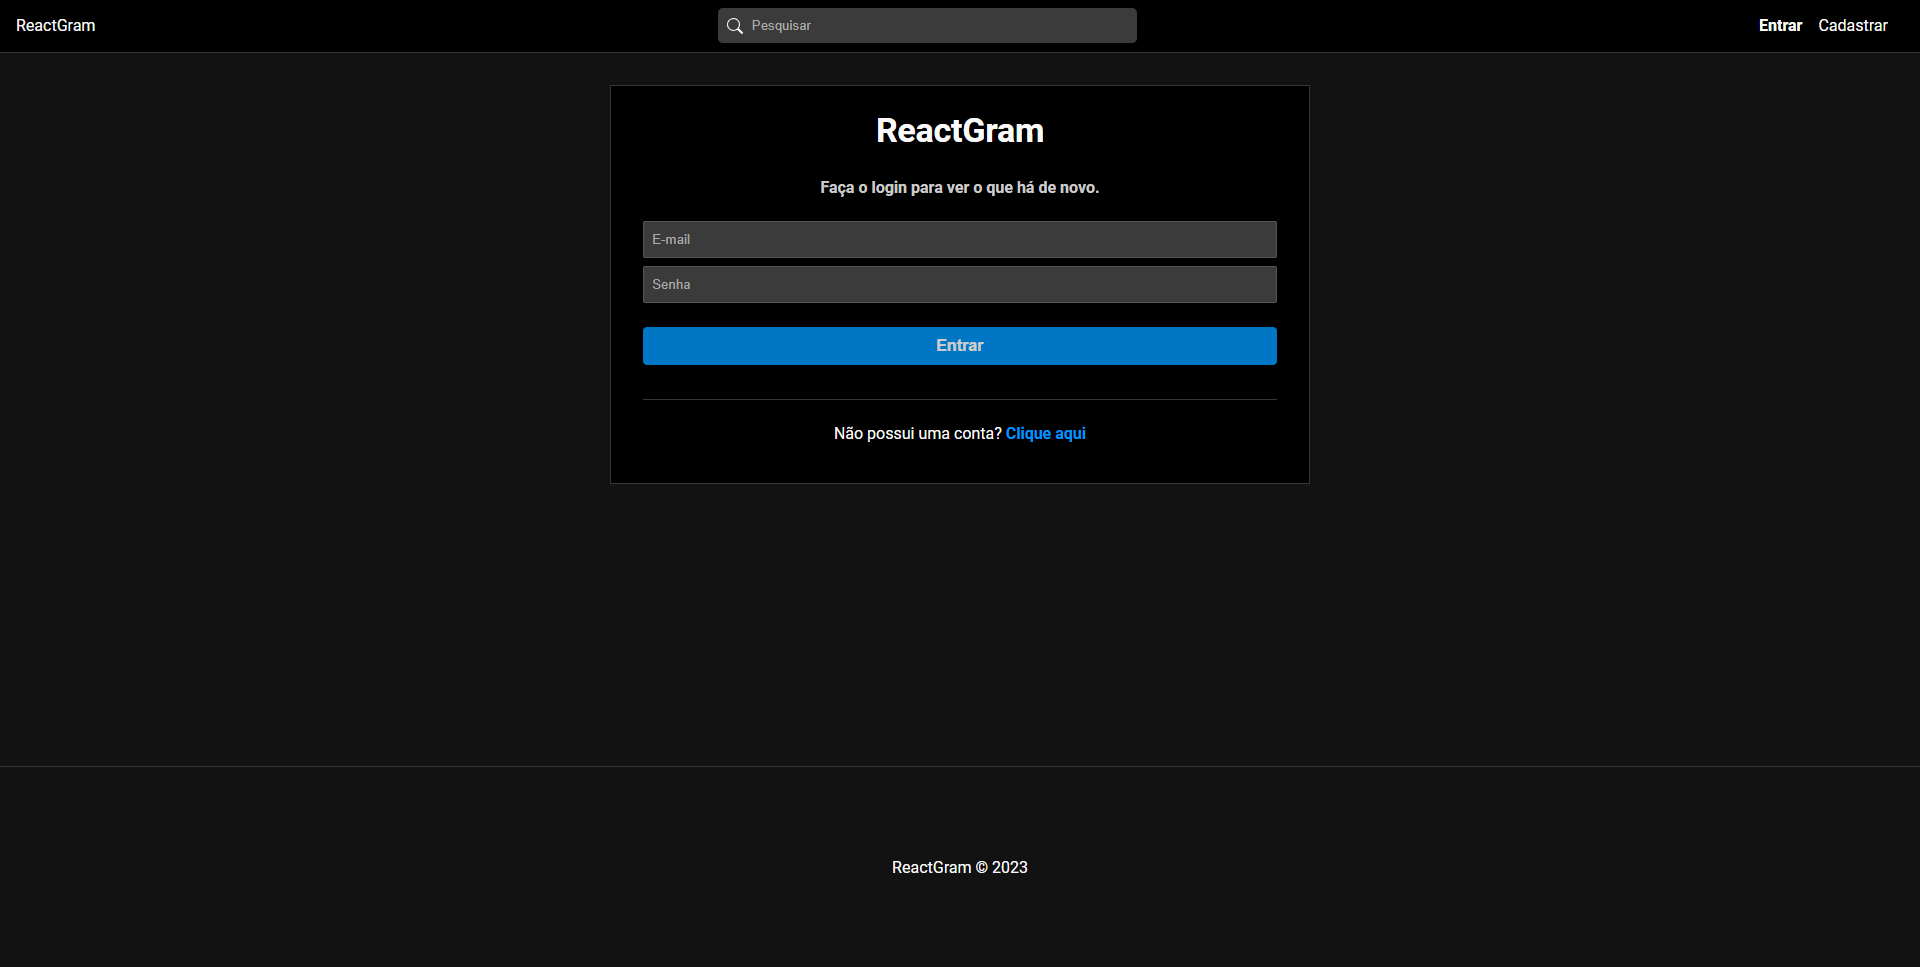 ReactGram
Pesquisar
Entrar
Cadastrar
ReactGram
Faça o login para ver o que há de novo.
E-mail
Senha
Entrar
Não possui uma conta? Clique aqui
ReactGram © 2023